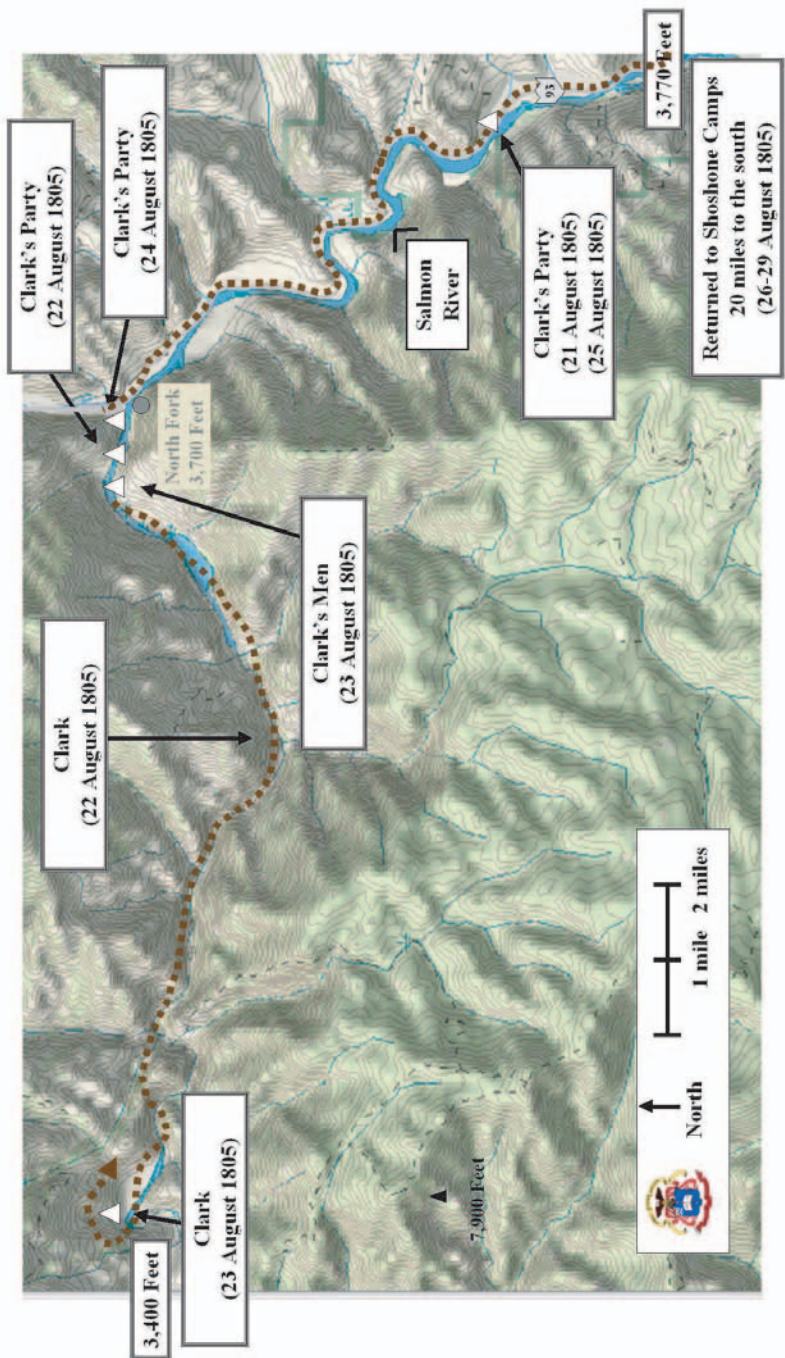 Clark's Party
(22 August 1805)
Clark's Party
(24 August 1805)
Clark
(22 August 1805)
North Fork
3,700 Feet
Clark's Men
(23 August 1805)
Salmon
River
Clark's Party
(21 August 1805)
(25 August 1805)
93
3,770 Feet
Returned to Shoshone Camps
20 miles to the south
(26-29 August 1805)
3,400 Feet
Clark
(23 August 1805)
7,900 Feet
North
1 mile 2 miles